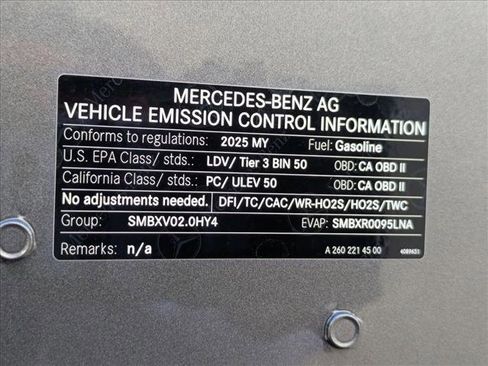 MERCEDES-BENZ AG
VEHICLE EMISSION CONTROL INFORMATION
Conforms to regulations: 2025 MY Fuel: Gasoline
U.S. EPA Class/ stds.: LDV/ Tier 3 BIN 50 OBD: CA OBD II
California Class/ stds.: PC/ ULEV 50 OBD: CA OBD II
No adjustments needed. DFI/TC/CAC/WR-HO2S/HO2S/TWC
Group: SMBXV02.0HY4 EVAP: SMBXR0095LNA
Remarks: n/a A 260 221 45 00